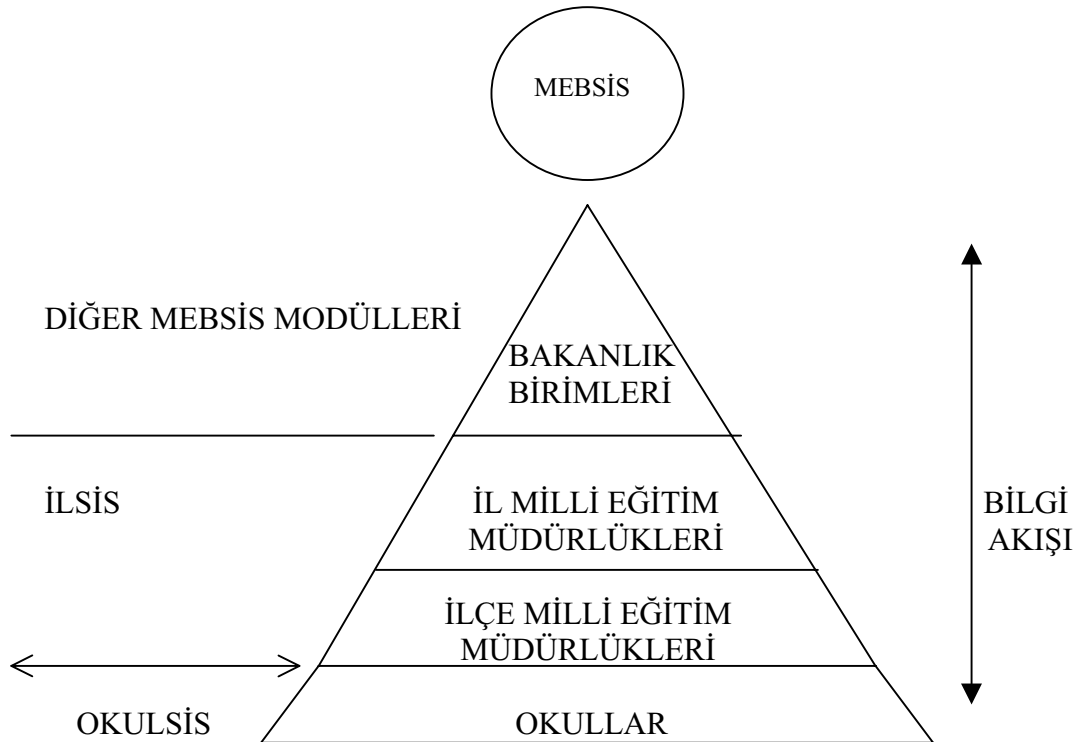 MEBSİS
DİĞER MEBSİS MODÜLLERİ
BAKANLIK
BİRİMLERİ
İLSİS
İL MİLLİ EĞİTİM
MÜDÜRLÜKLERİ
BİLGİ
AKIŞI
İLÇE MİLLİ EĞİTİM
MÜDÜRLÜKLERİ
OKULSİS
OKULLAR